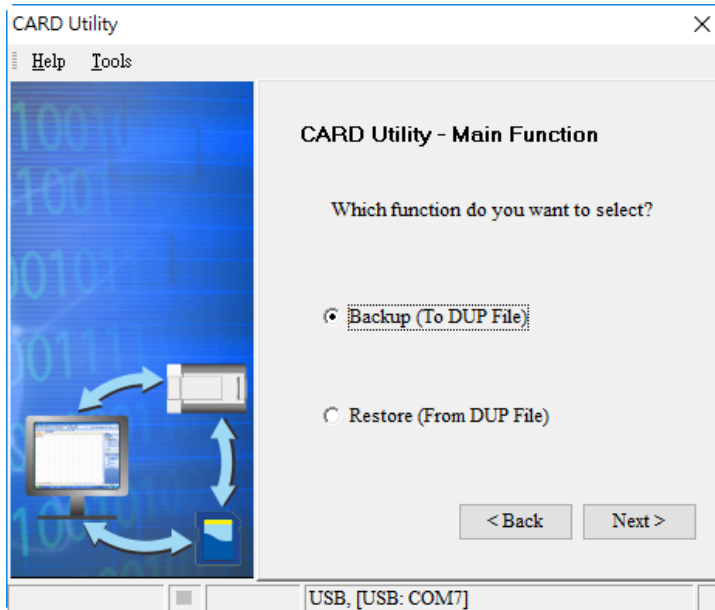 CARD Utility
Help Tools
CARD Utility - Main Function
Which function do you want to select?
Backup (To DUP File)
Restore (From DUP File)
< Back Next >
USB, [USB: COM7]